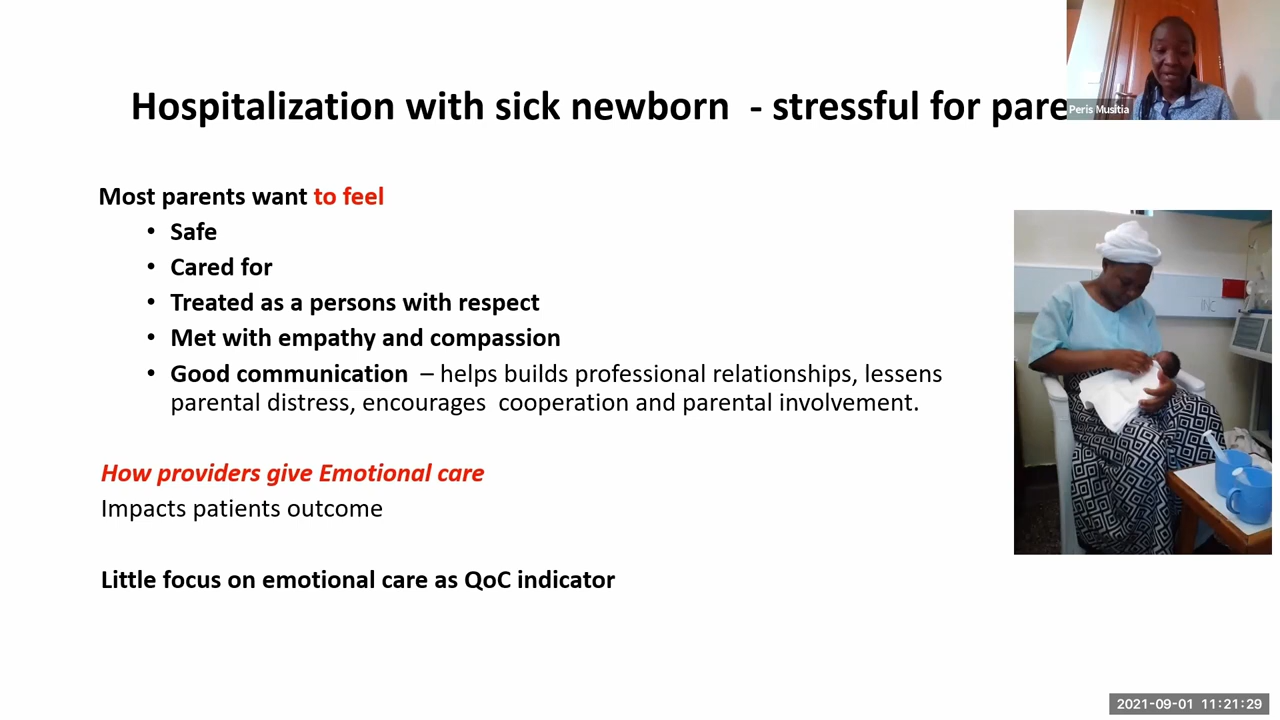 Hospitalization with sick newborn - stressful for pare
Peris Musitia
Most parents want to feel
• Safe
• Cared for
• Treated as a persons with respect
• Met with empathy and compassion
• Good communication – helps builds professional relationships, lessens
parental distress, encourages cooperation and parental involvement.
INC
How providers give Emotional care
Impacts patients outcome
Little focus on emotional care as QoC indicator
2021-09-01 11:21:29